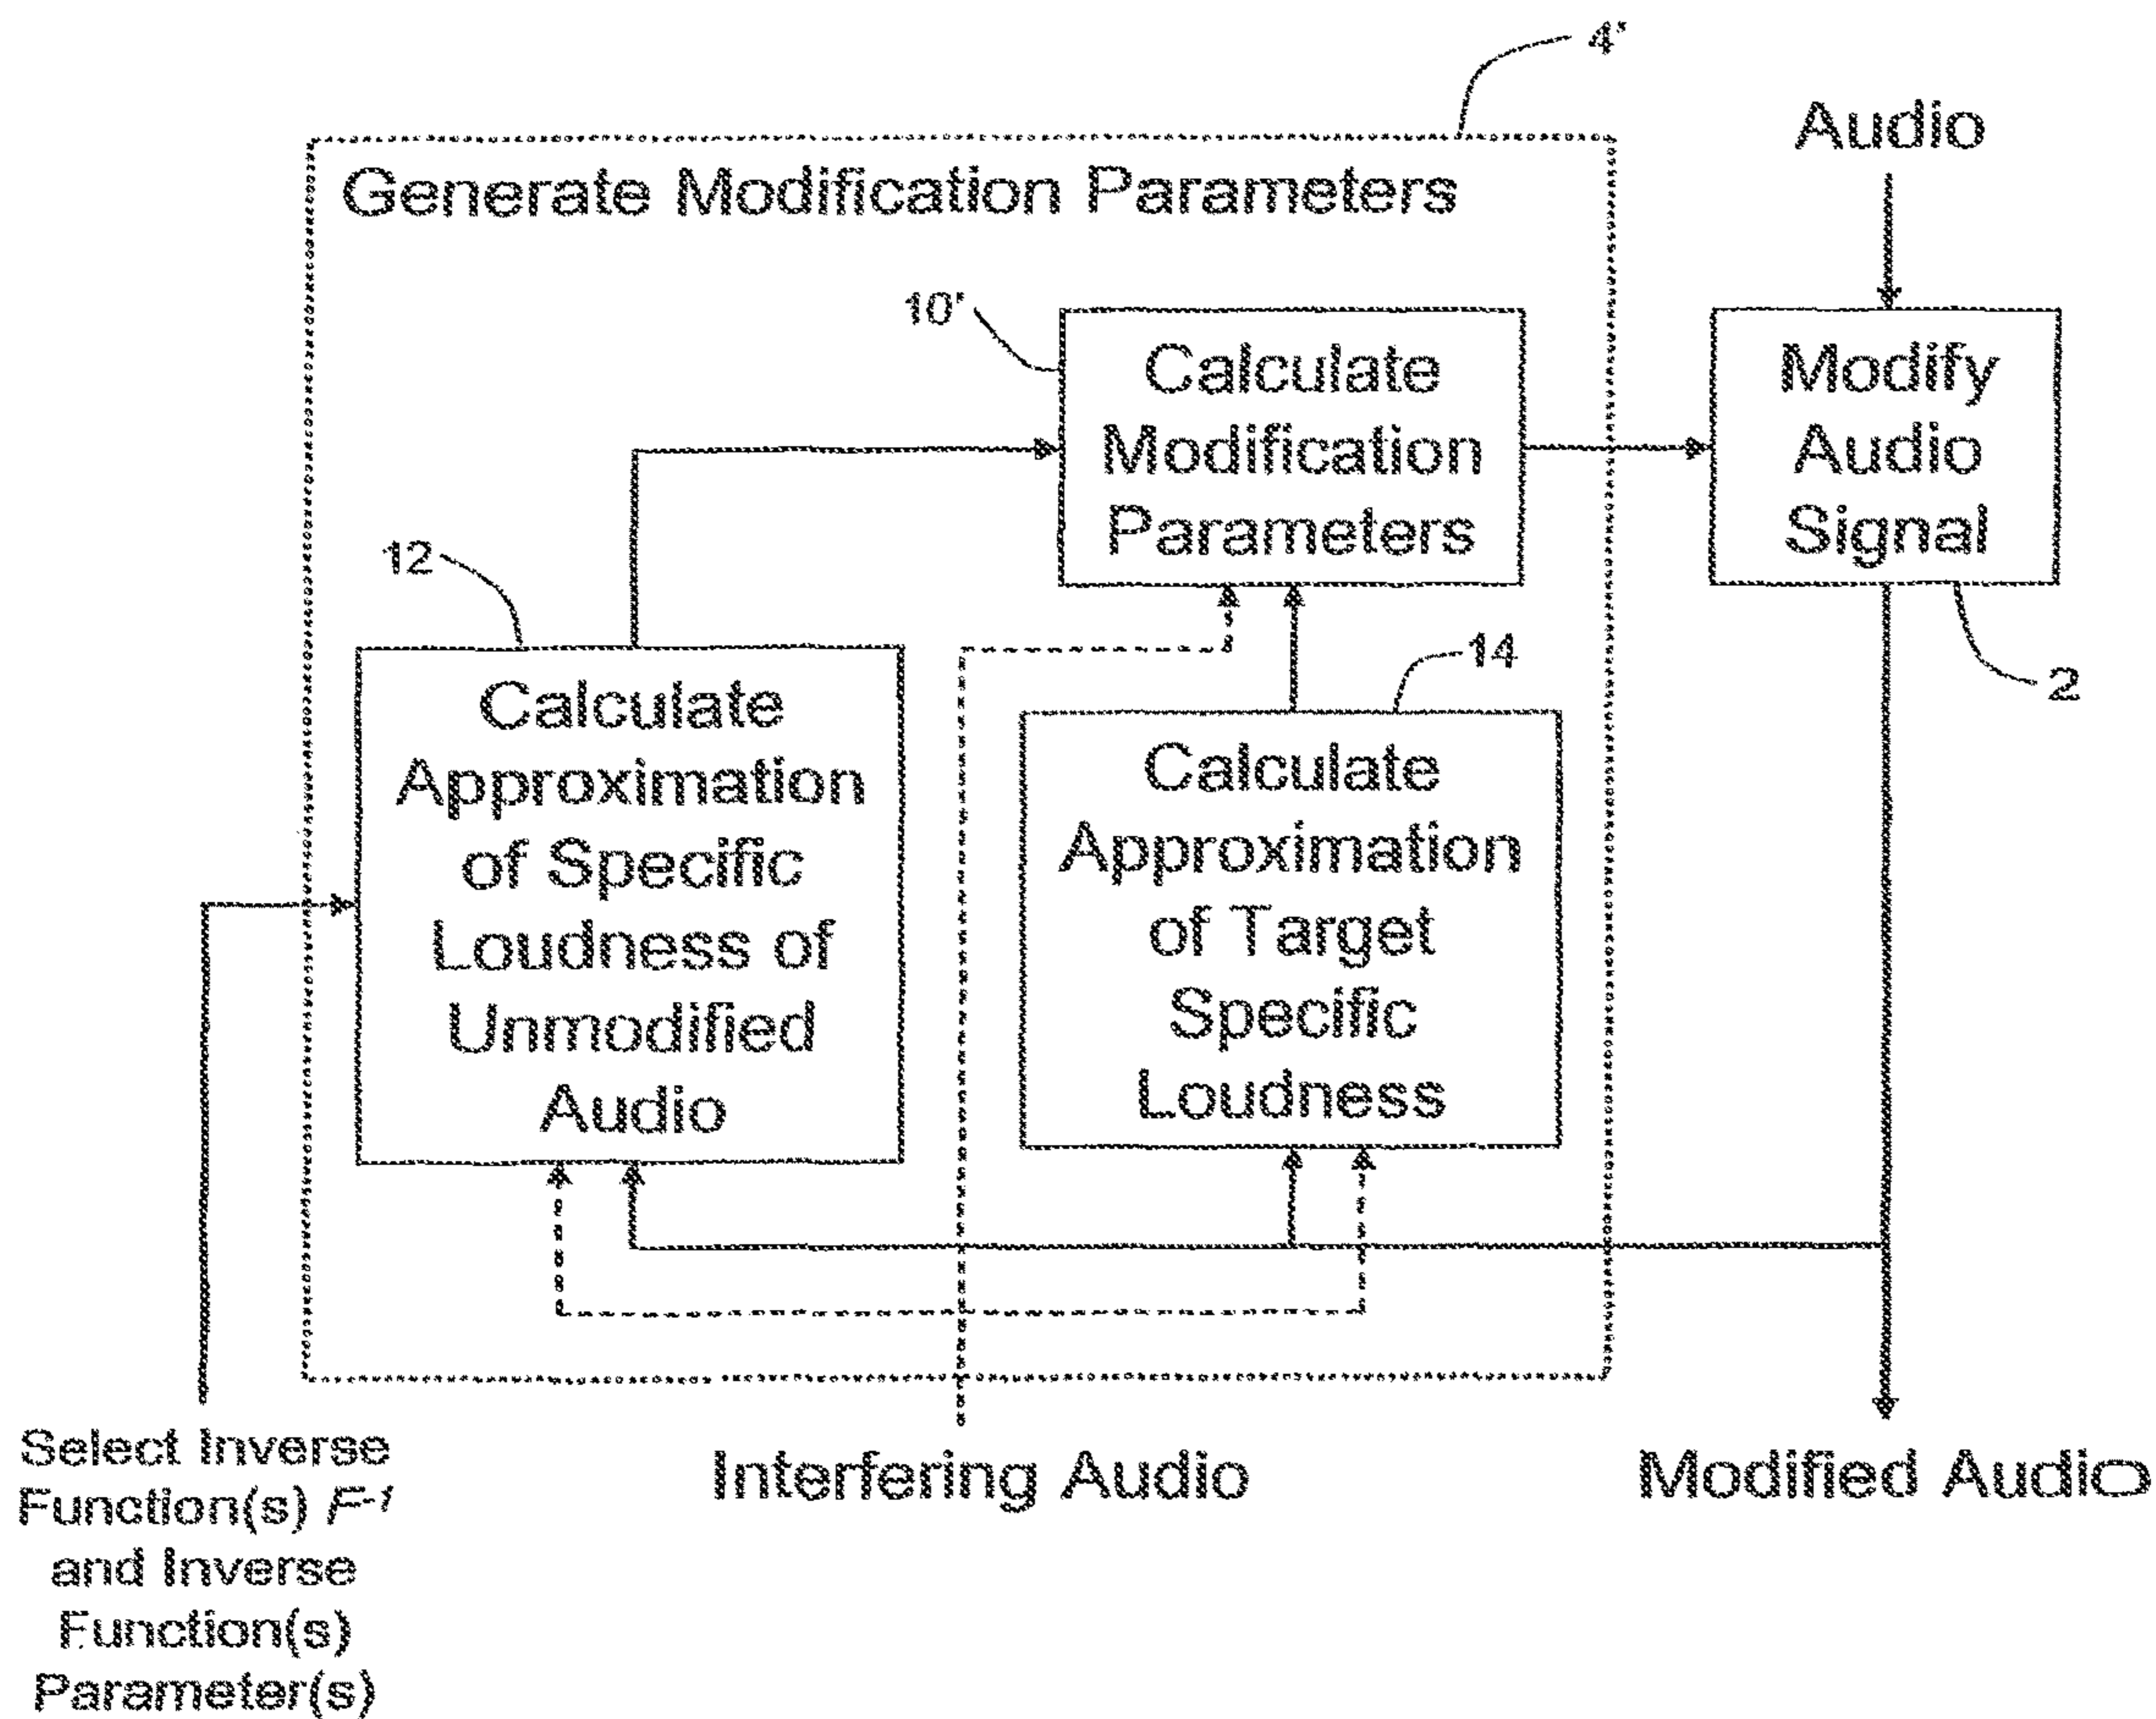 4'
Audio
Generate Modification Parameters
10'
Calculate
Modification
Parameters
Modify
Audio
Signal
12
14
2
Calculate
Approximation
of Specific
Loudness of
Unmodified
Audio
Calculate
Approximation
of Target
Specific
Loudness
Select Inverse
Function(s) F-1
and Inverse
Function(s)
Parameter(s)
Interfering Audio
Modified Audio